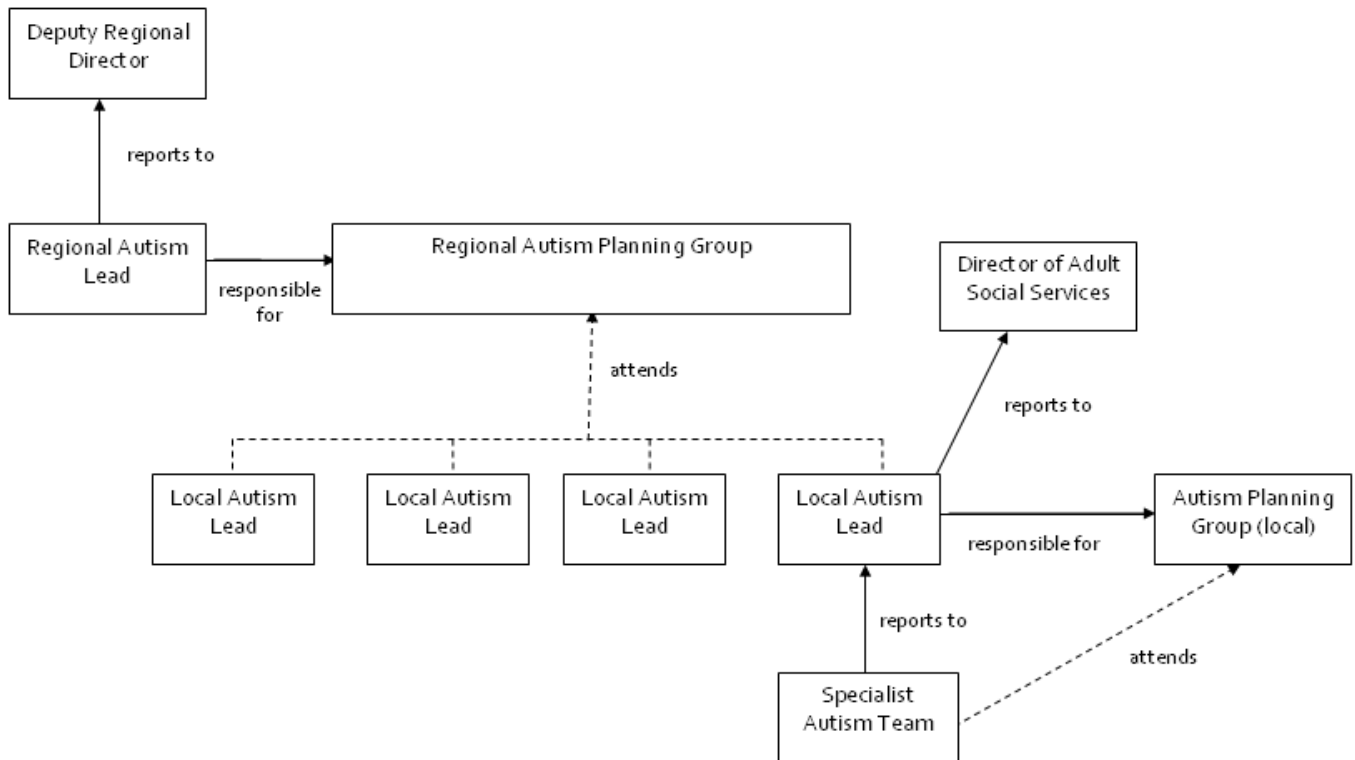 Deputy Regional
Director
reports to
Regional Autism
Lead
responsible
for
Regional Autism Planning Group
Director of Adult
Social Services
attends
reports to
Local Autism
Lead
Local Autism
Lead
Local Autism
Lead
Local Autism
Lead
responsible for
Autism Planning
Group (local)
reports to
attends
Specialist
Autism Team